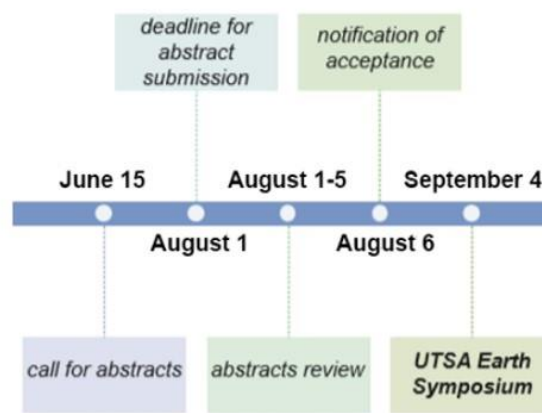 deadline for
abstract
submission
notification of
acceptance
June 15
August 1-5
September 4
August 1
August 6
call for abstracts
abstracts review
UTSA Earth
Symposium